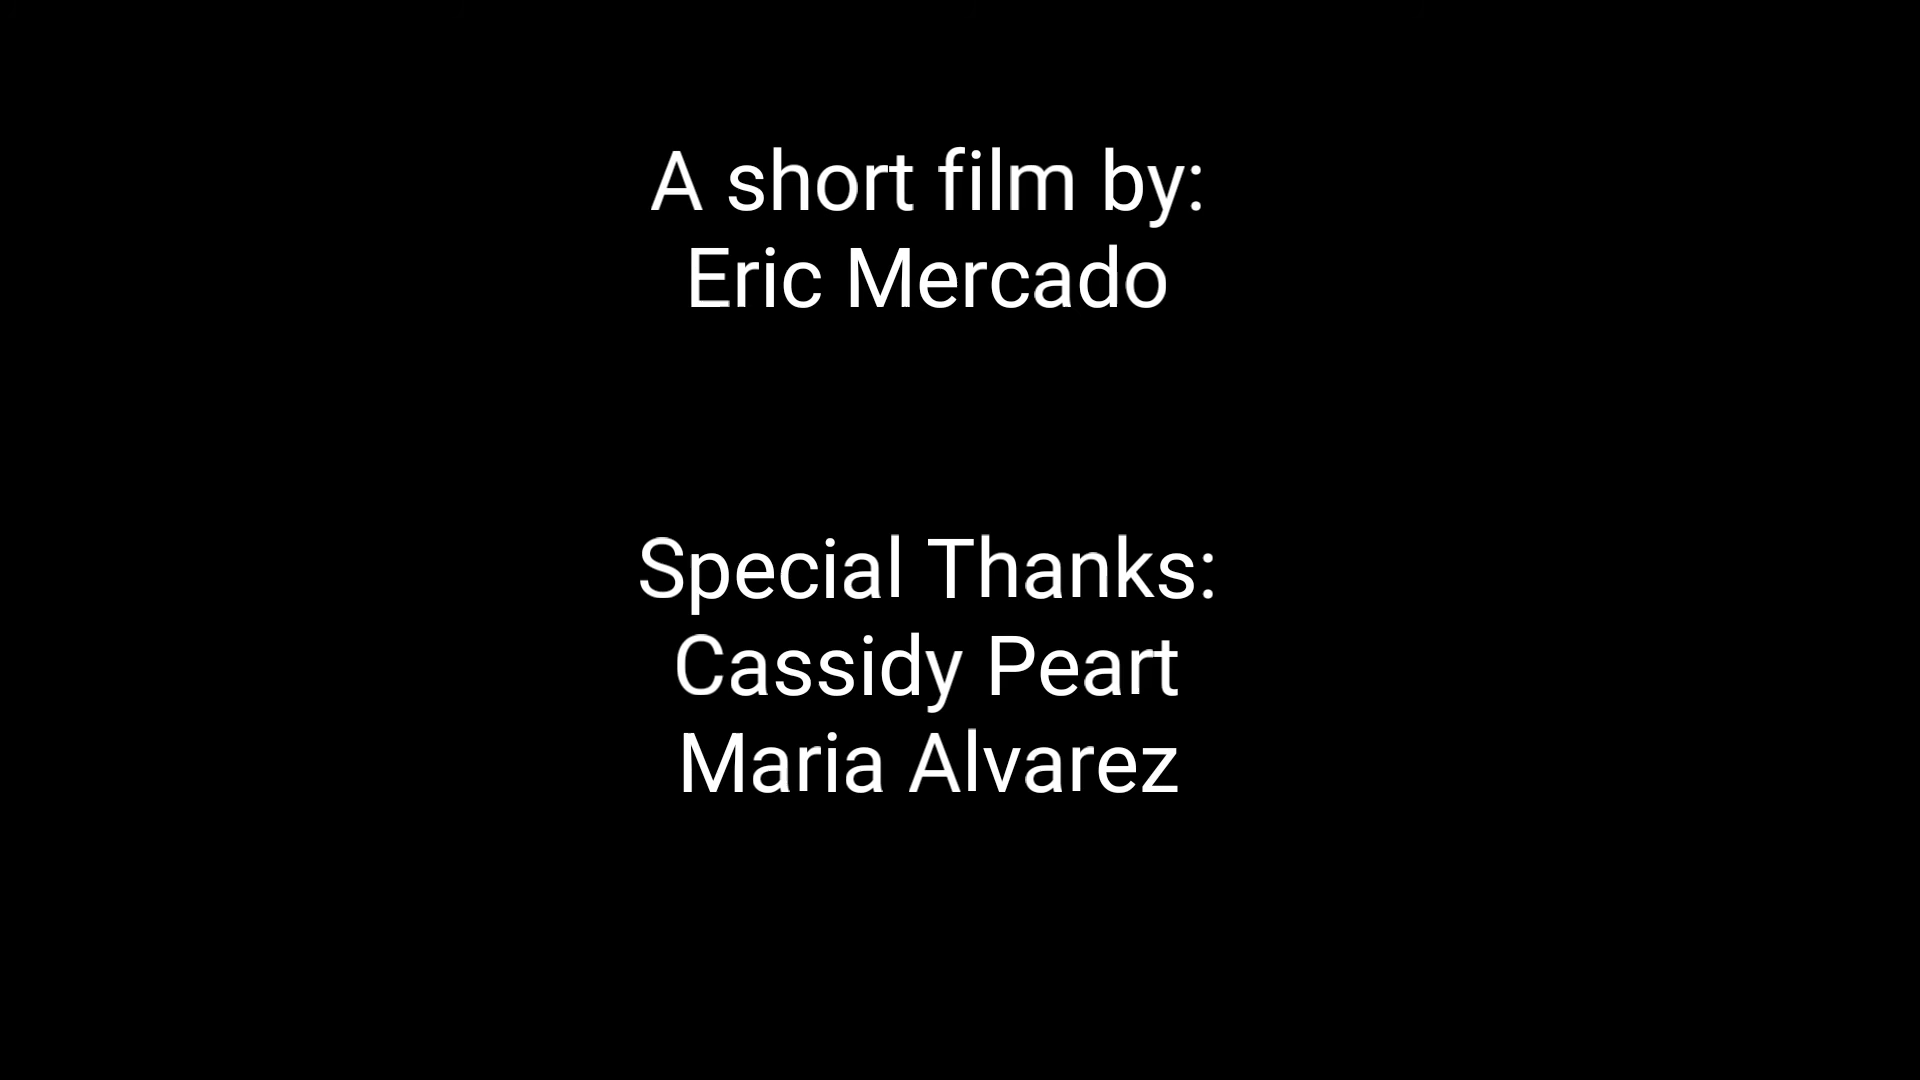 A short film by:
Eric Mercado
Special Thanks:
Cassidy Peart
Maria Alvarez